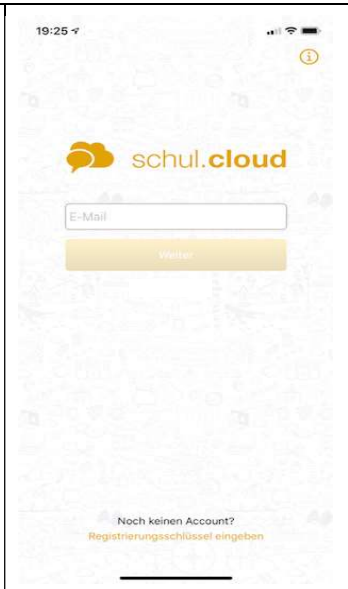 19:25
schul.cloud
E-Mail
Weiter
Noch keinen Account?
Registrierungsschlüssel eingeben